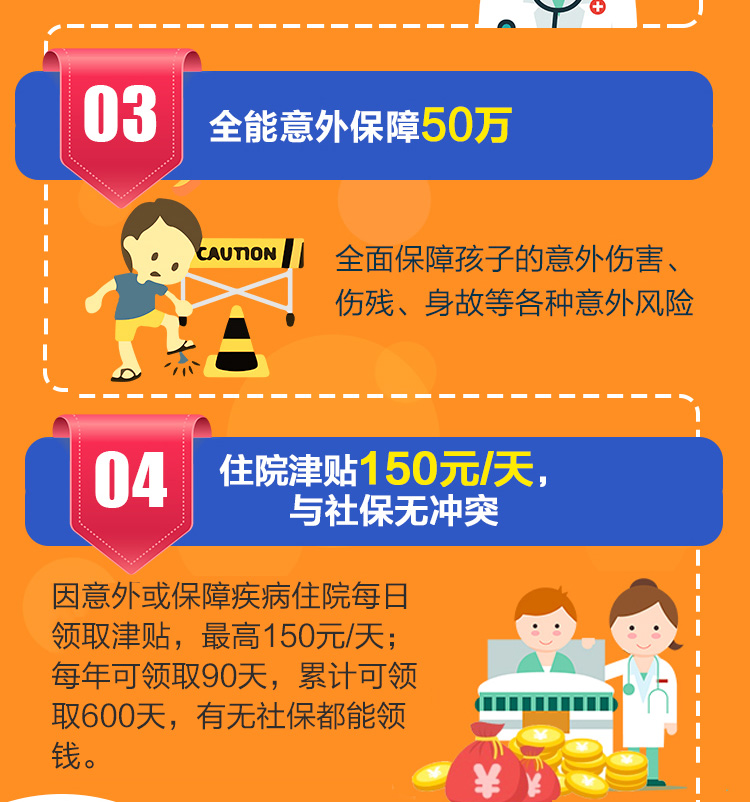 03
全能意外保障50万
CAUTION
全面保障孩子的意外伤害、
伤残、身故等各种意外风险
04
住院津贴150元/天，
与社保无冲突
因意外或保障疾病住院每日
领取津贴，最高150元/天；
每年可领取90天，累计可领
取600天，有无社保都能领
钱。
¥
¥